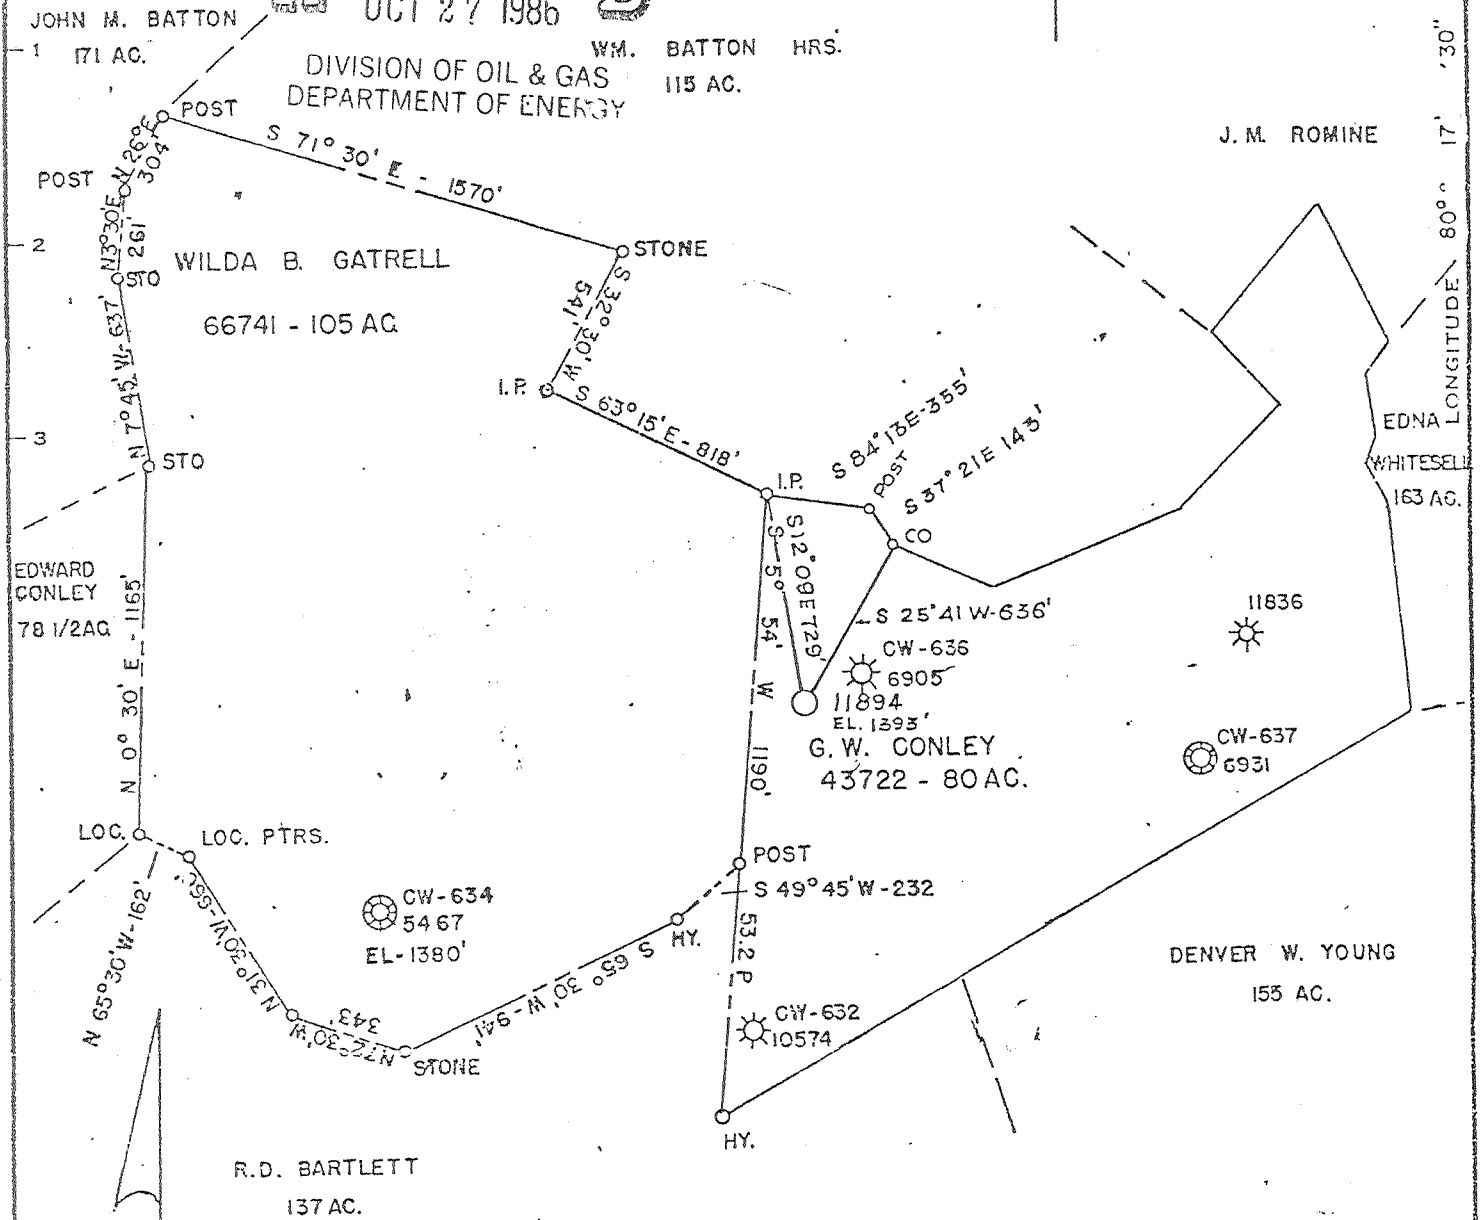 JOHN M. BATTON
171 AC.
OCT 27 1986
DIVISION OF OIL & GAS
DEPARTMENT OF ENERGY
WM. BATTON HRS.
115 AC.
1
2
3
J. M. ROMINE
LONGITUDE 80° 17' 30"
POST
N 26° E
304'
POST
S 71° 30' E - 1570'
N3°30'E
261'
STO
WILDA B. GATRELL
66741 - 105 AC
STONE
S 32° 30' W
541'
N 7° 45' W - 637'
I.P.
S 63° 15' E - 818'
STO
S 84° 13E-355'
POST
S 37° 21E 143'
I.P.
CO
EDNA
WHITESELL
163 AC.
EDWARD
CONLEY
78 1/2 AC
N 0° 30' E - 1165'
S 12° 09E 729'
S 5° 54' W 1190'
S 25°41 W-636'
CW-636
6905
11894
EL. 1393'
G. W. CONLEY
43722 - 80 AC.
11836
CW-637
6931
LOC.
LOC. PTRS.
N 65°30'W-162'
N 31°30'W
CW-634
5467
EL-1380'
N72°30'W
343'
STONE
S 65° 30' W-941'
HY.
POST
S 49°45'W-232
53.2 P
CW-632
10574
HY.
DENVER W. YOUNG
155 AC.
R.D. BARTLETT
137 AC.